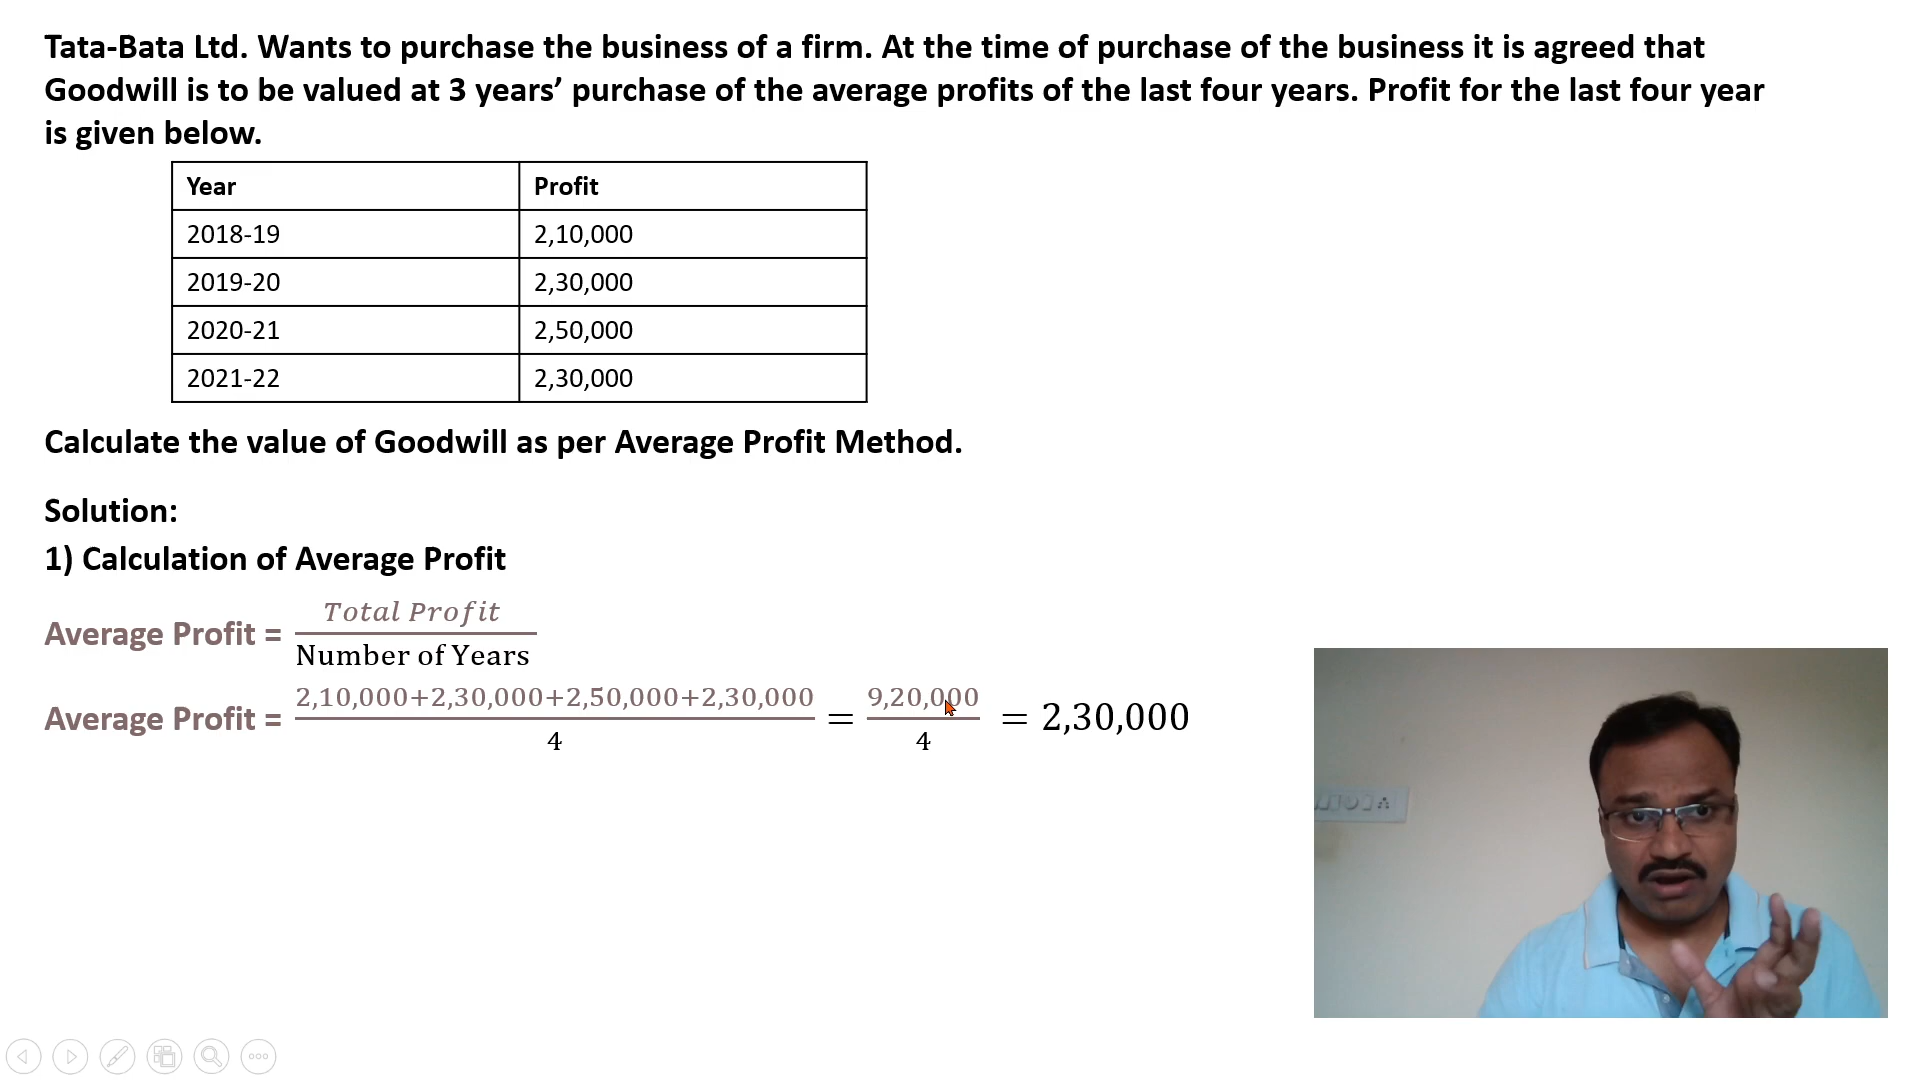 Tata-Bata Ltd. Wants to purchase the business of a firm. At the time of purchase of the business it is agreed that
Goodwill is to be valued at 3 years’ purchase of the average profits of the last four years. Profit for the last four year
is given below.
Year Profit
2018-19 2,10,000
2019-20 2,30,000
2020-21 2,50,000
2021-22 2,30,000
Calculate the value of Goodwill as per Average Profit Method.
Solution:
1) Calculation of Average Profit
Average Profit = Total Profit / Number of Years
Average Profit = 2,10,000+2,30,000+2,50,000+2,30,000 / 4 = 9,20,000 / 4 = 2,30,000